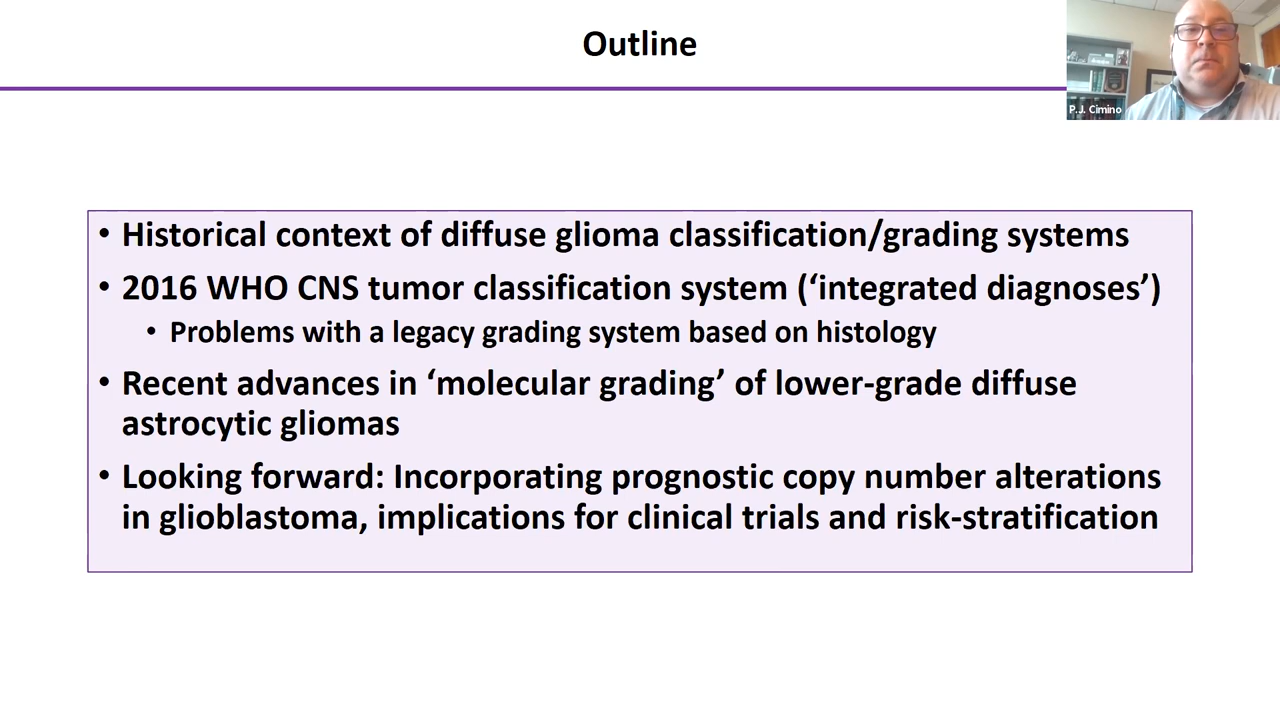 Outline
P.J. Cimino
• Historical context of diffuse glioma classification/grading systems
• 2016 WHO CNS tumor classification system (‘integrated diagnoses’)
• Problems with a legacy grading system based on histology
• Recent advances in ‘molecular grading’ of lower-grade diffuse
astrocytic gliomas
• Looking forward: Incorporating prognostic copy number alterations
in glioblastoma, implications for clinical trials and risk-stratification